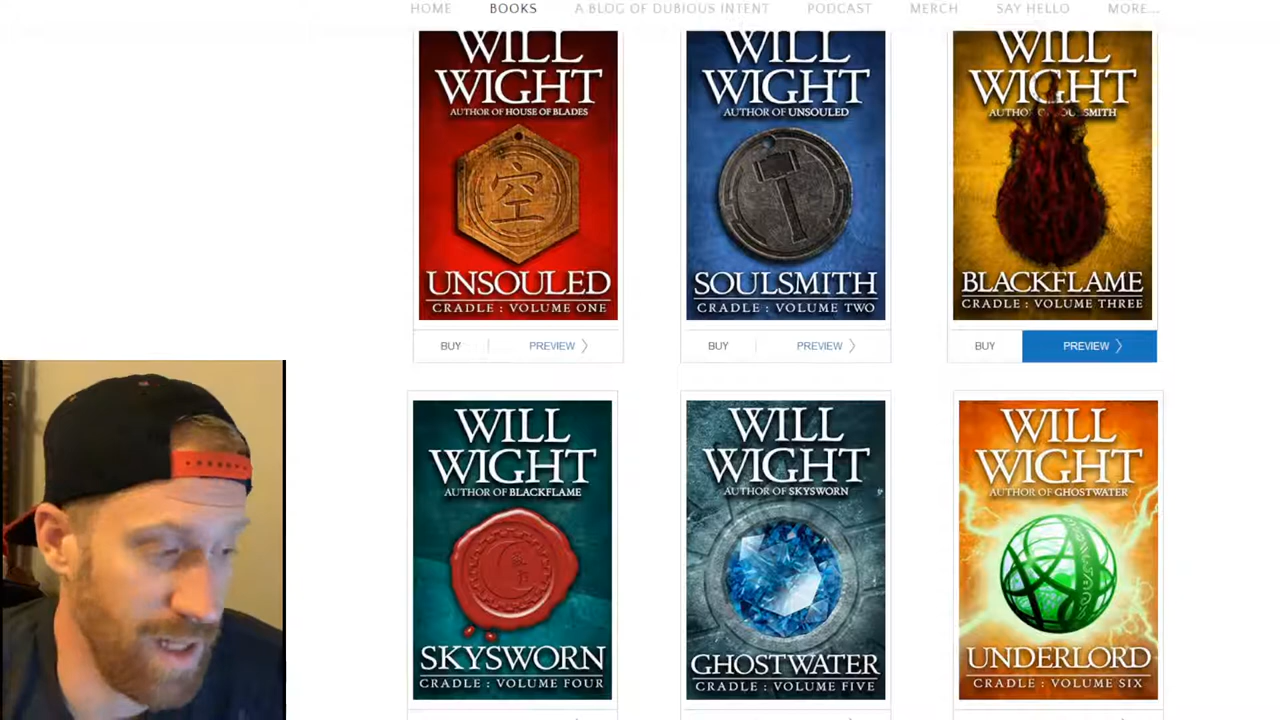 HOME BOOKS A BLOG OF DUBIOUS INTENT PODCAST MERCH SAY HELLO MORE...
WILL
WIGHT
AUTHOR OF HOUSE OF BLADES
空
UNSOULED
CRADLE : VOLUME ONE
BUY PREVIEW
WILL
WIGHT
AUTHOR OF UNSOULED
SOULSMITH
CRADLE : VOLUME TWO
BUY PREVIEW
WILL
WIGHT
AUTHOR OF SOULSMITH
BLACKFLAME
CRADLE : VOLUME THREE
BUY PREVIEW
WILL
WIGHT
AUTHOR OF BLACKFLAME
SKYSWORN
CRADLE : VOLUME FOUR
WILL
WIGHT
AUTHOR OF SKYSWORN
GHOSTWATER
CRADLE : VOLUME FIVE
WILL
WIGHT
AUTHOR OF GHOSTWATER
UNDERLORD
CRADLE : VOLUME SIX